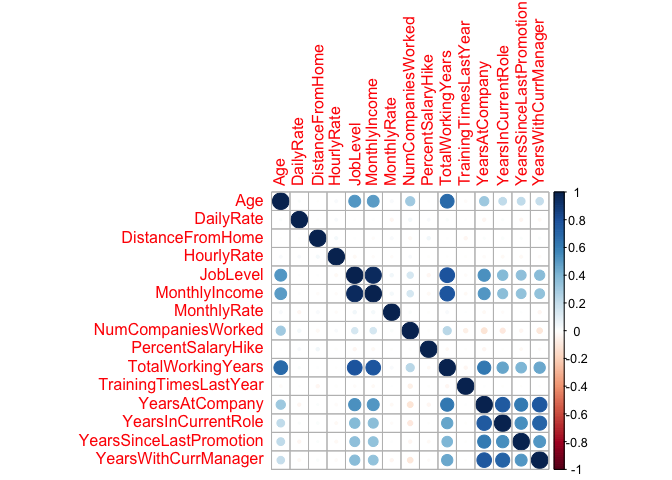 Age
DailyRate
DistanceFromHome
HourlyRate
JobLevel
MonthlyIncome
MonthlyRate
NumCompaniesWorked
PercentSalaryHike
TotalWorkingYears
TrainingTimesLastYear
YearsAtCompany
YearsInCurrentRole
YearsSinceLastPromotion
YearsWithCurrManager
Age
DailyRate
DistanceFromHome
HourlyRate
JobLevel
MonthlyIncome
MonthlyRate
NumCompaniesWorked
PercentSalaryHike
TotalWorkingYears
TrainingTimesLastYear
YearsAtCompany
YearsInCurrentRole
YearsSinceLastPromotion
YearsWithCurrManager
1
0.8
0.6
0.4
0.2
0
-0.2
-0.4
-0.6
-0.8
-1